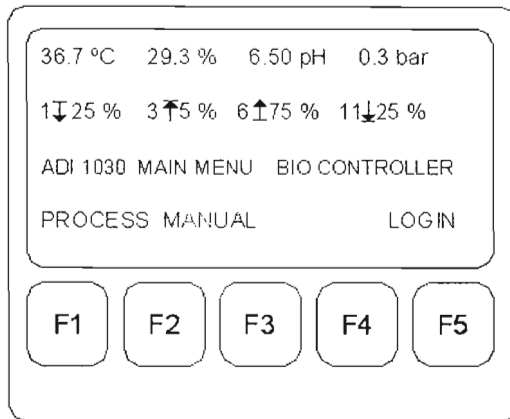 36.7 ºC 29.3 % 6.50 pH 0.3 bar
1↧25 % 3↥5 % 6↥75 % 11↧25 %
ADI 1030 MAIN MENU BIO CONTROLLER
PROCESS MANUAL LOGIN
F1 F2 F3 F4 F5